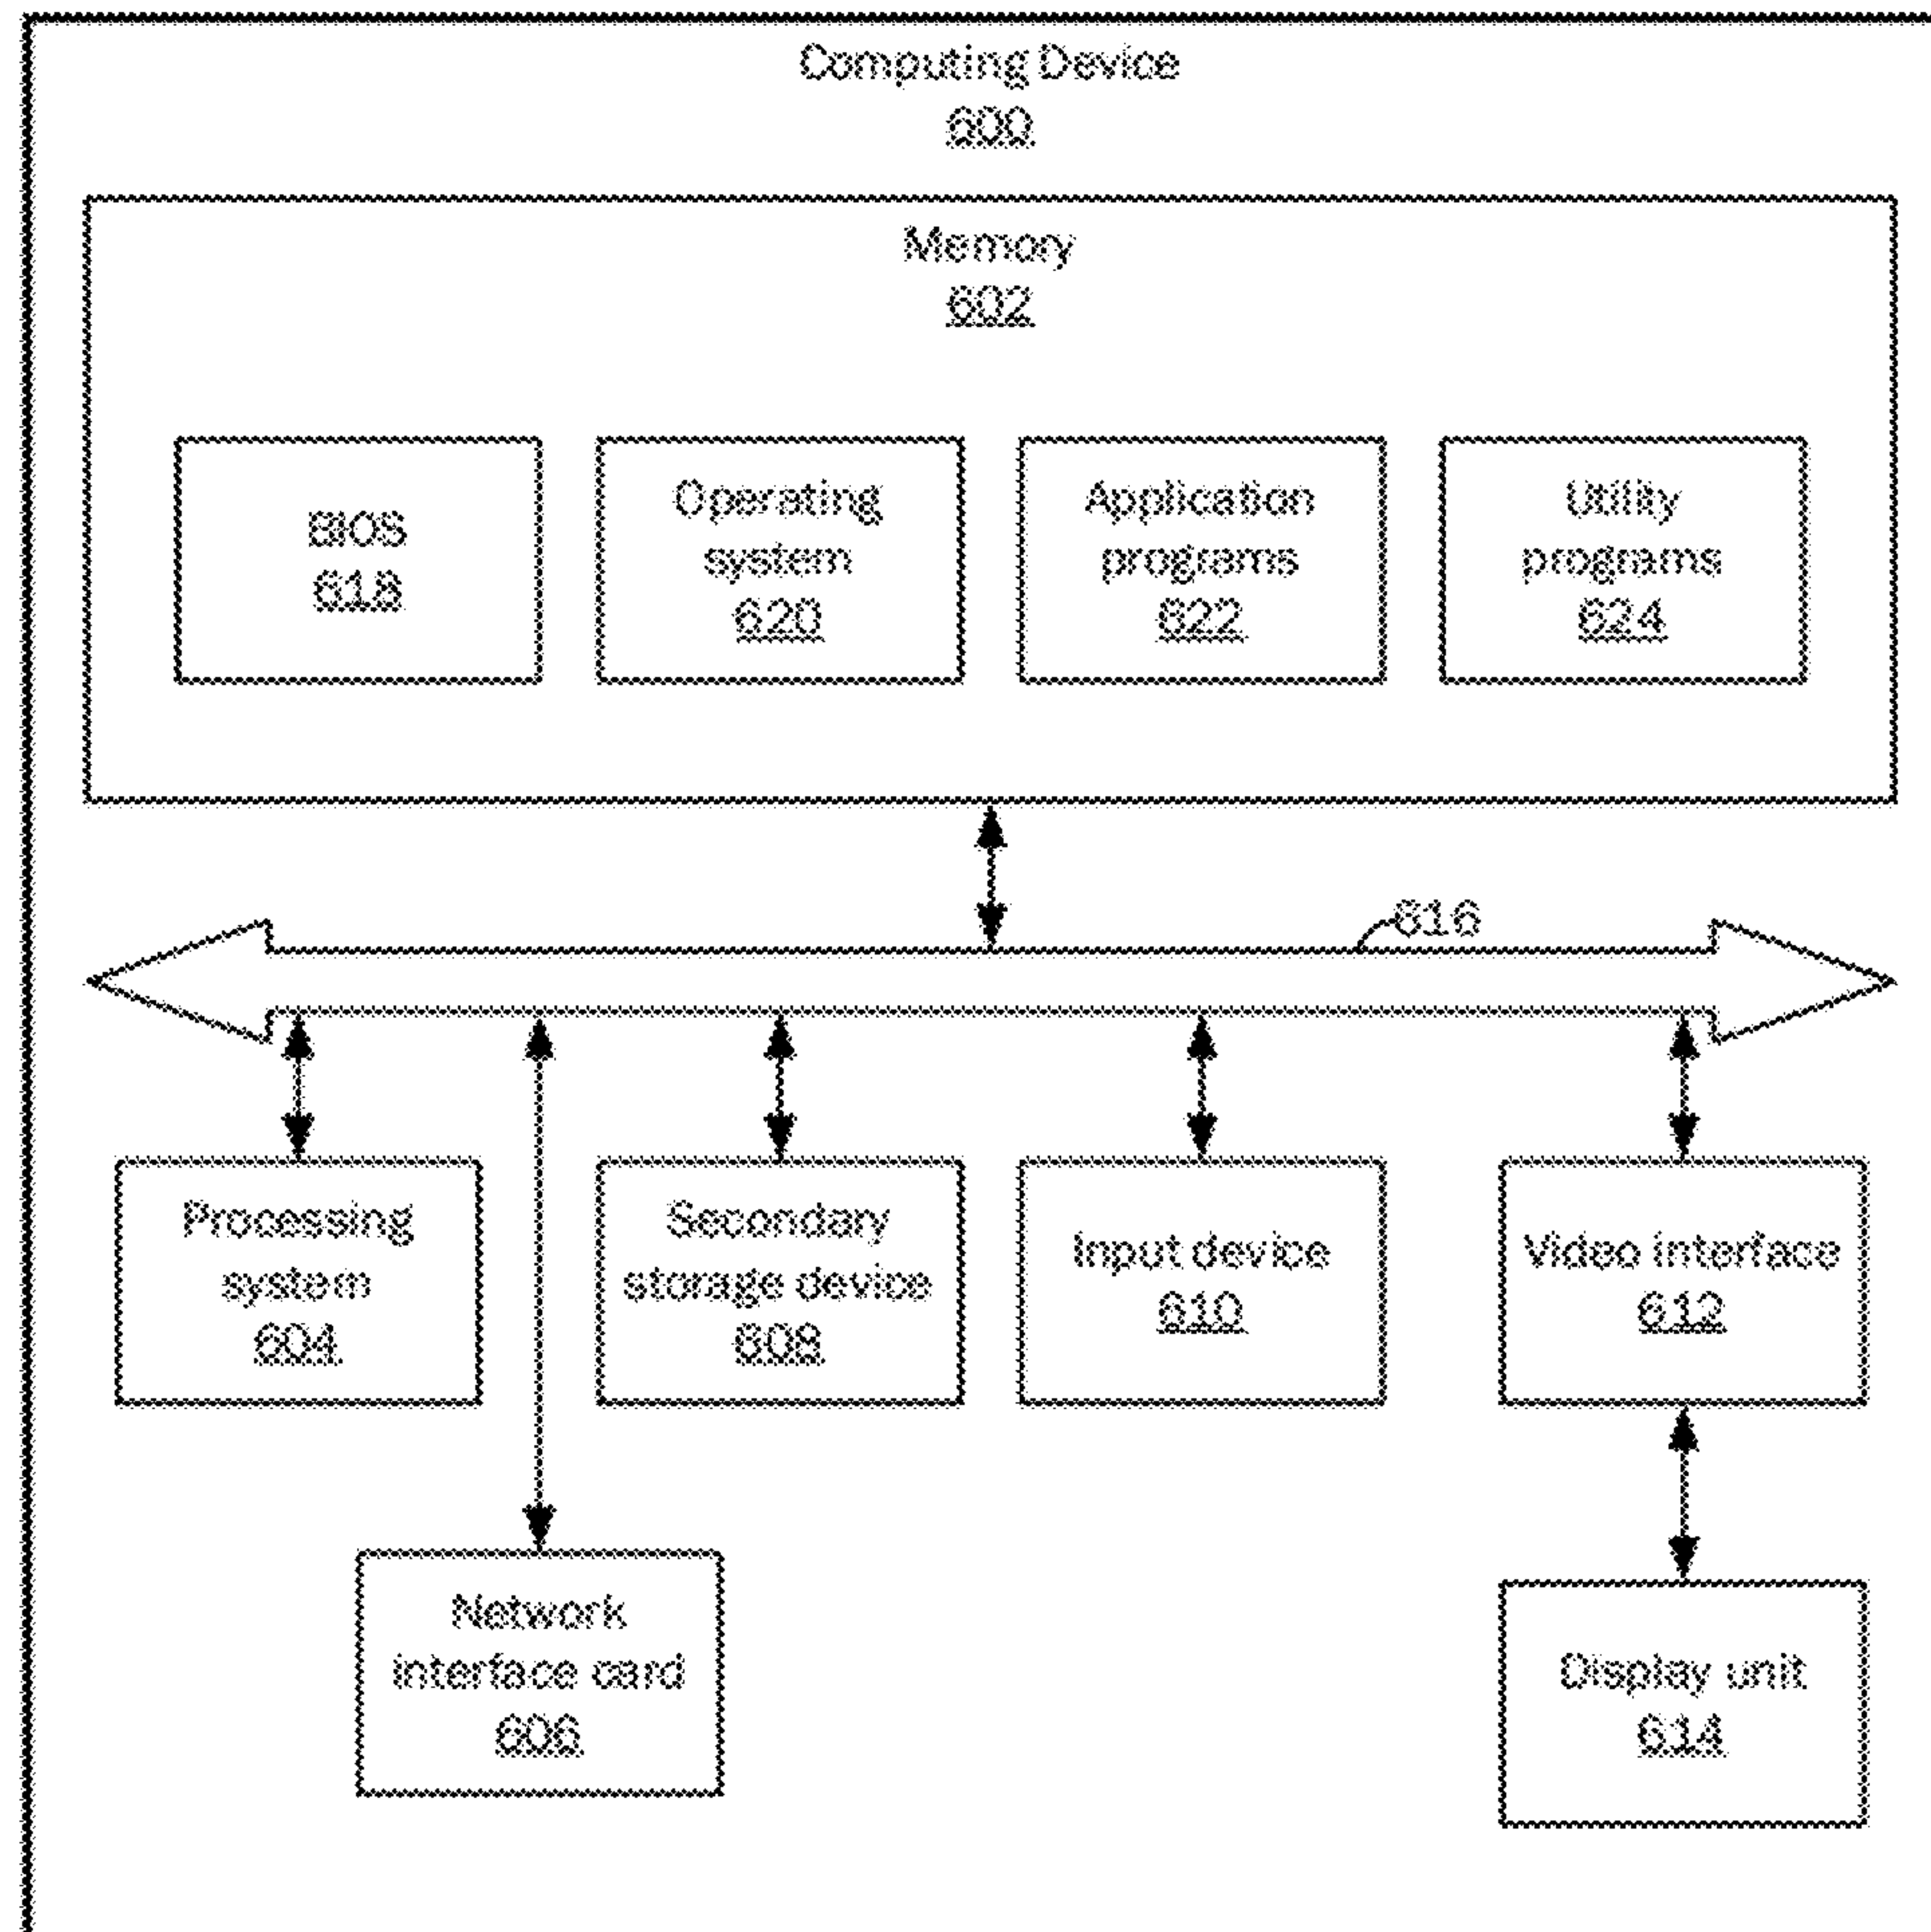 Computing Device
600
Memory
602
BIOS
618
Operating
system
620
Application
programs
622
Utility
programs
624
616
Processing
system
604
Secondary
storage device
608
Input device
610
Video interface
612
Network
interface card
606
Display unit
614